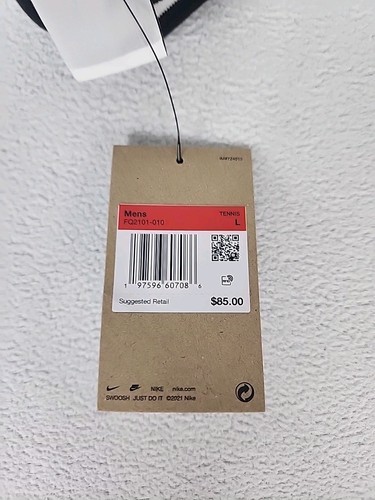 Mens TENNIS
FQ2101-010 L
1 97596 60708 6
Suggested Retail $85.00
NIKE nike.com
SWOOSH JUST DO IT ©2021 Nike